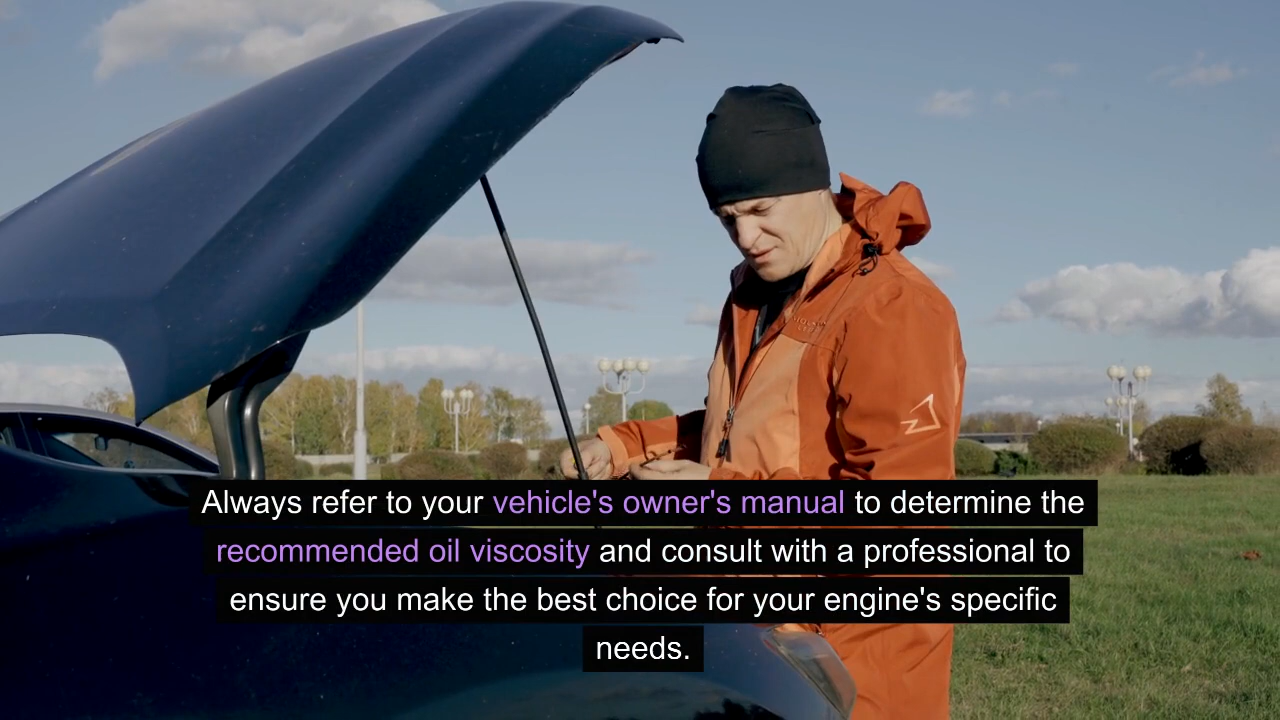 Always refer to your vehicle's owner's manual to determine the
recommended oil viscosity and consult with a professional to
ensure you make the best choice for your engine's specific
needs.